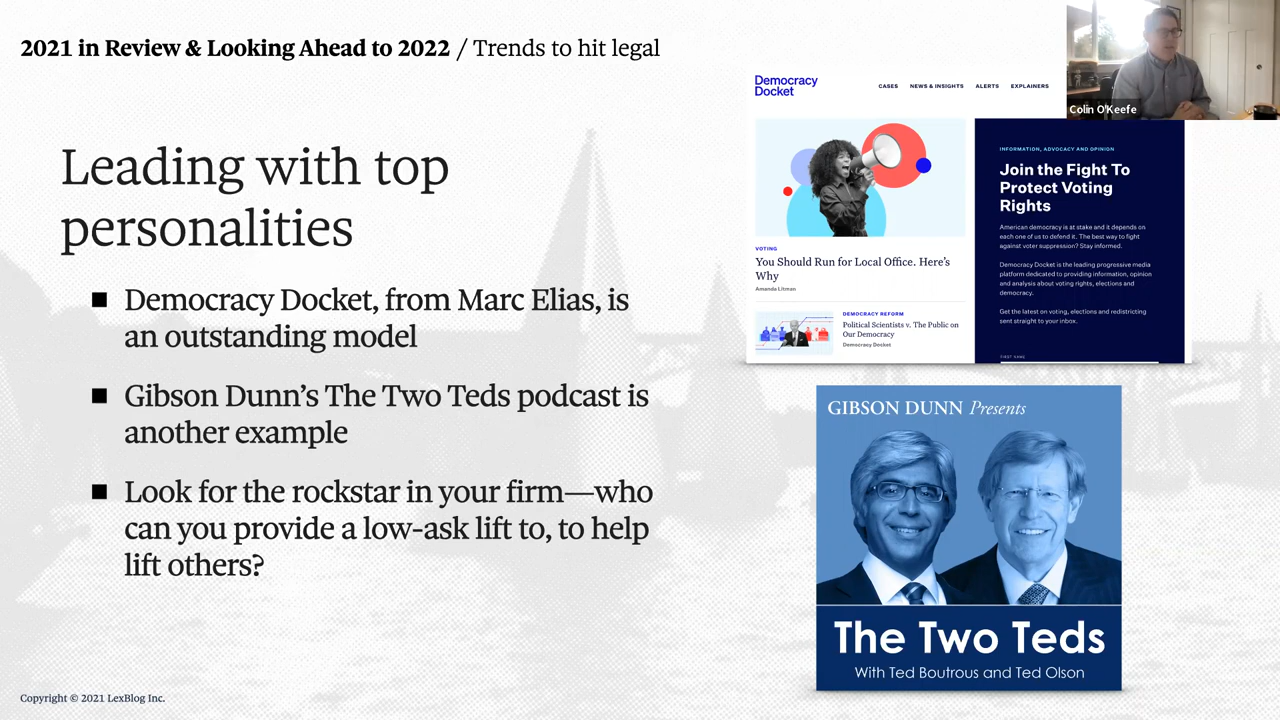 2021 in Review & Looking Ahead to 2022 / Trends to hit legal
Leading with top
personalities
Democracy Docket, from Marc Elias, is
an outstanding model
Gibson Dunn's The Two Teds podcast is
another example
Look for the rockstar in your firm—who
can you provide a low-ask lift to, to help
lift others?
Copyright © 2021 LexBlog Inc.
Colin O'Keefe
Democracy
Docket
CASES NEWS & INSIGHTS ALERTS EXPLAINERS
VOTING
You Should Run for Local Office. Here's
Why
Amanda Litman
DEMOCRACY REFORM
Political Scientists v. The Public on
Our Democracy
Democracy Docket
INFORMATION, ADVOCACY AND OPINION
Join the Fight To
Protect Voting
Rights
American democracy is at stake and it depends on
each one of us to defend it. The best way to fight
against voter suppression? Stay informed.
Democracy Docket is the leading progressive media
platform dedicated to providing information, opinion
and analysis about voting rights, elections and
democracy.
Get the latest on voting, elections and redistricting
sent straight to your inbox.
FIRST NAME
GIBSON DUNN Presents
The Two Teds
With Ted Boutrous and Ted Olson